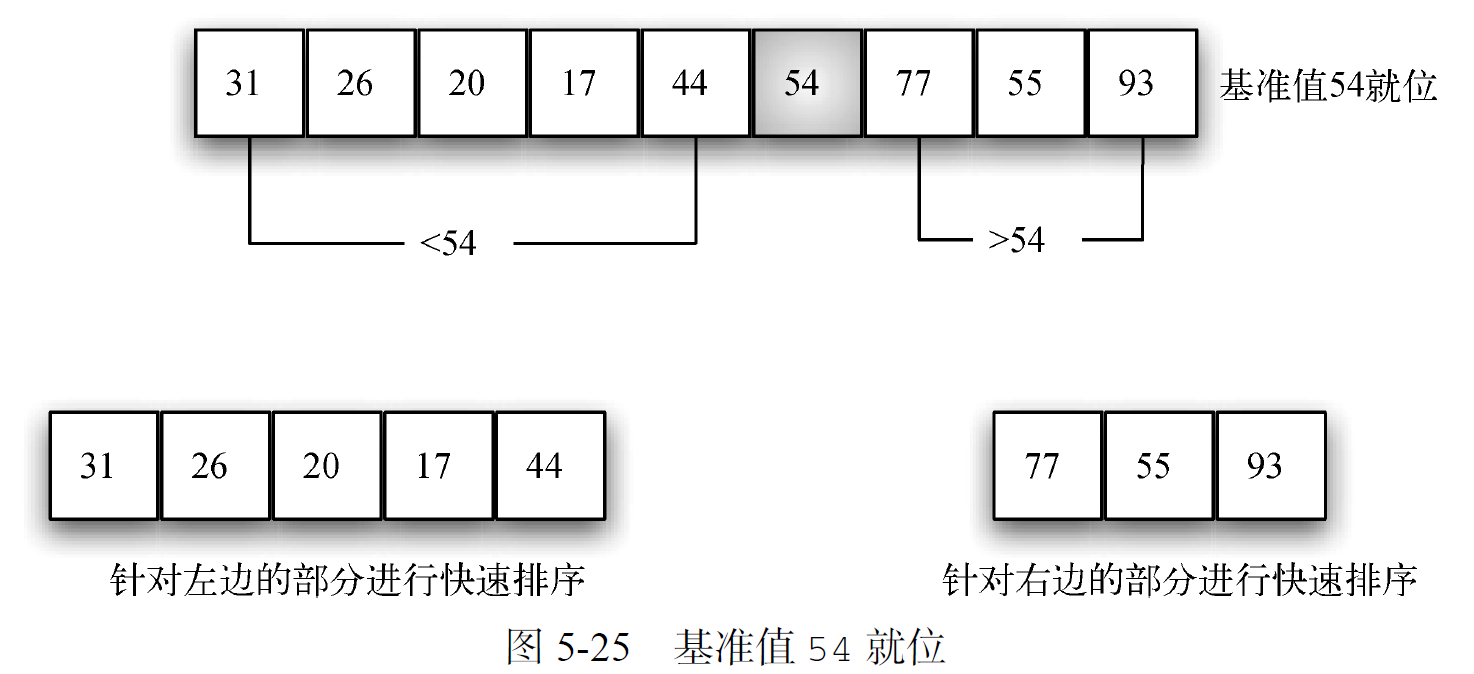 31 26 20 17 44 54 77 55 93 基准值54就位
<54 >54
31 26 20 17 44 77 55 93
针对左边的部分进行快速排序 针对右边的部分进行快速排序
图 5-25 基准值 54 就位